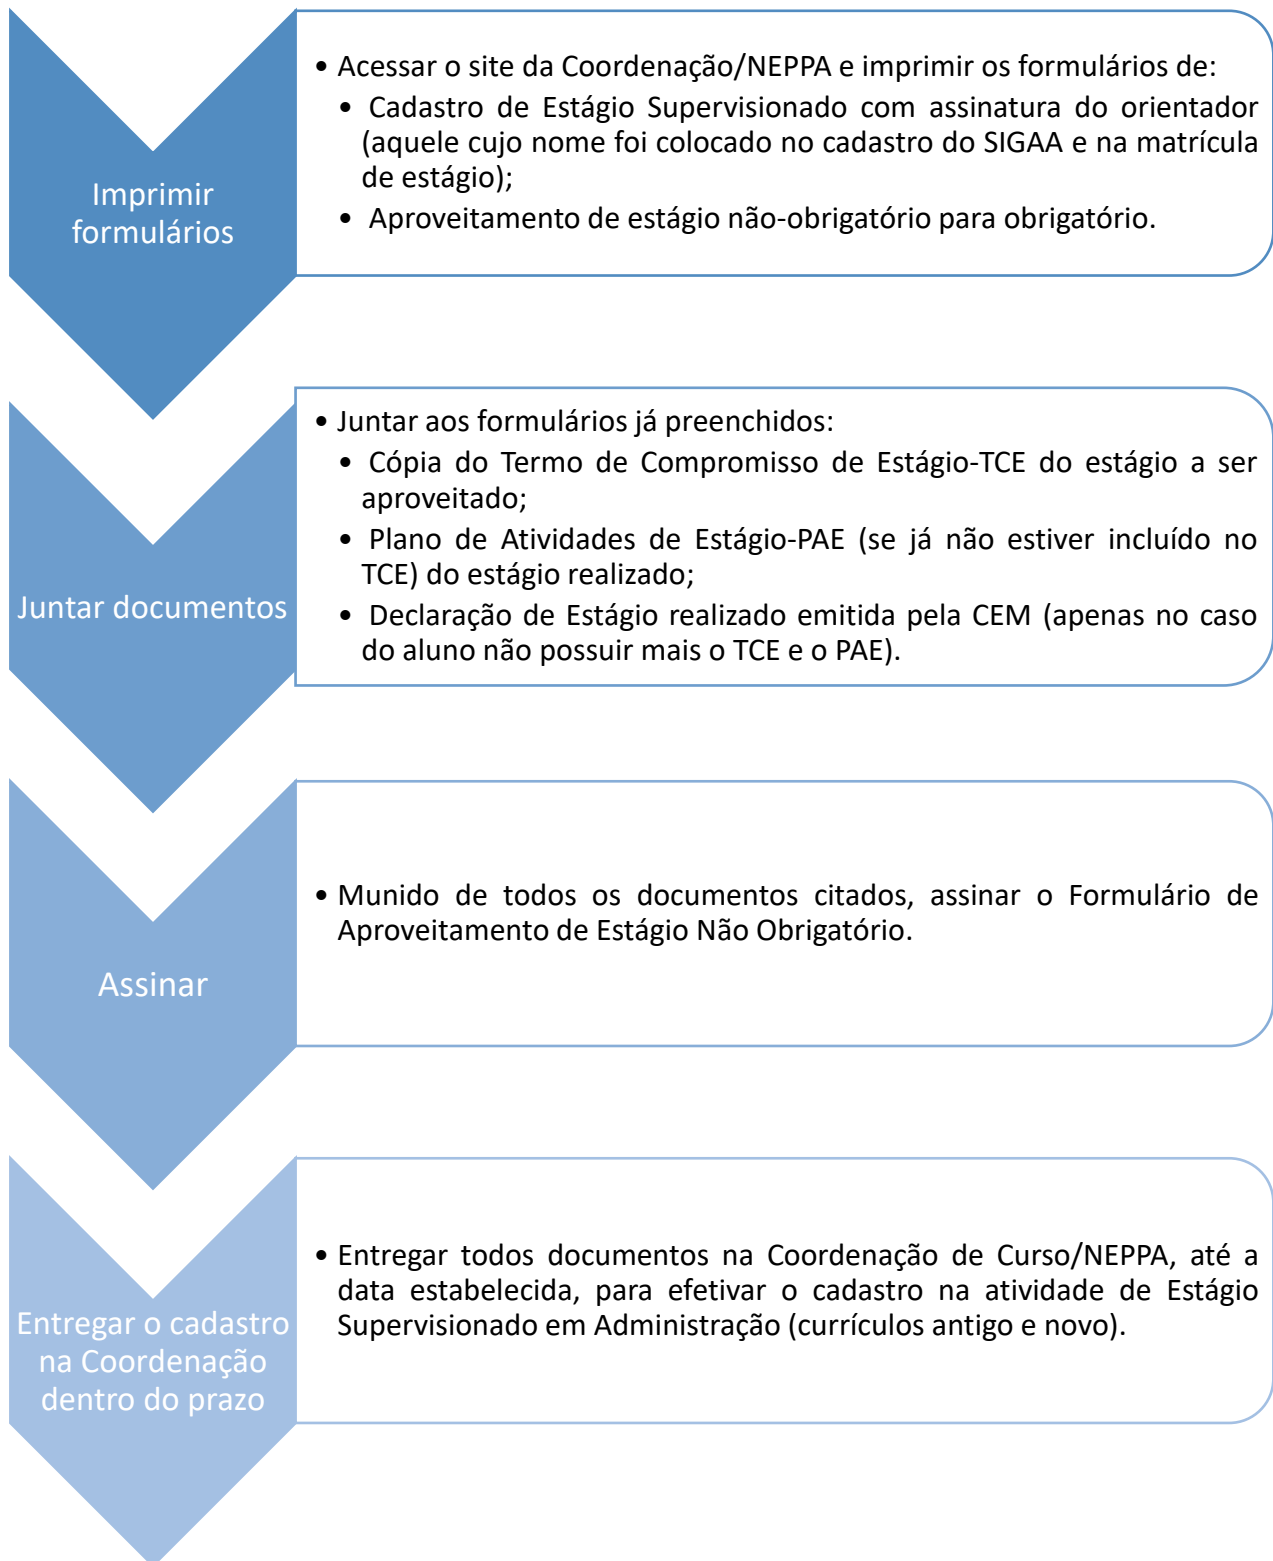 Imprimir
formulários
• Acessar o site da Coordenação/NEPPA e imprimir os formulários de:
• Cadastro de Estágio Supervisionado com assinatura do orientador
(aquele cujo nome foi colocado no cadastro do SIGAA e na matrícula
de estágio);
• Aproveitamento de estágio não-obrigatório para obrigatório.
Juntar documentos
• Juntar aos formulários já preenchidos:
• Cópia do Termo de Compromisso de Estágio-TCE do estágio a ser
aproveitado;
• Plano de Atividades de Estágio-PAE (se já não estiver incluído no
TCE) do estágio realizado;
• Declaração de Estágio realizado emitida pela CEM (apenas no caso
do aluno não possuir mais o TCE e o PAE).
Assinar
• Munido de todos os documentos citados, assinar o Formulário de
Aproveitamento de Estágio Não Obrigatório.
Entregar o cadastro
na Coordenação
dentro do prazo
• Entregar todos documentos na Coordenação de Curso/NEPPA, até a
data estabelecida, para efetivar o cadastro na atividade de Estágio
Supervisionado em Administração (currículos antigo e novo).